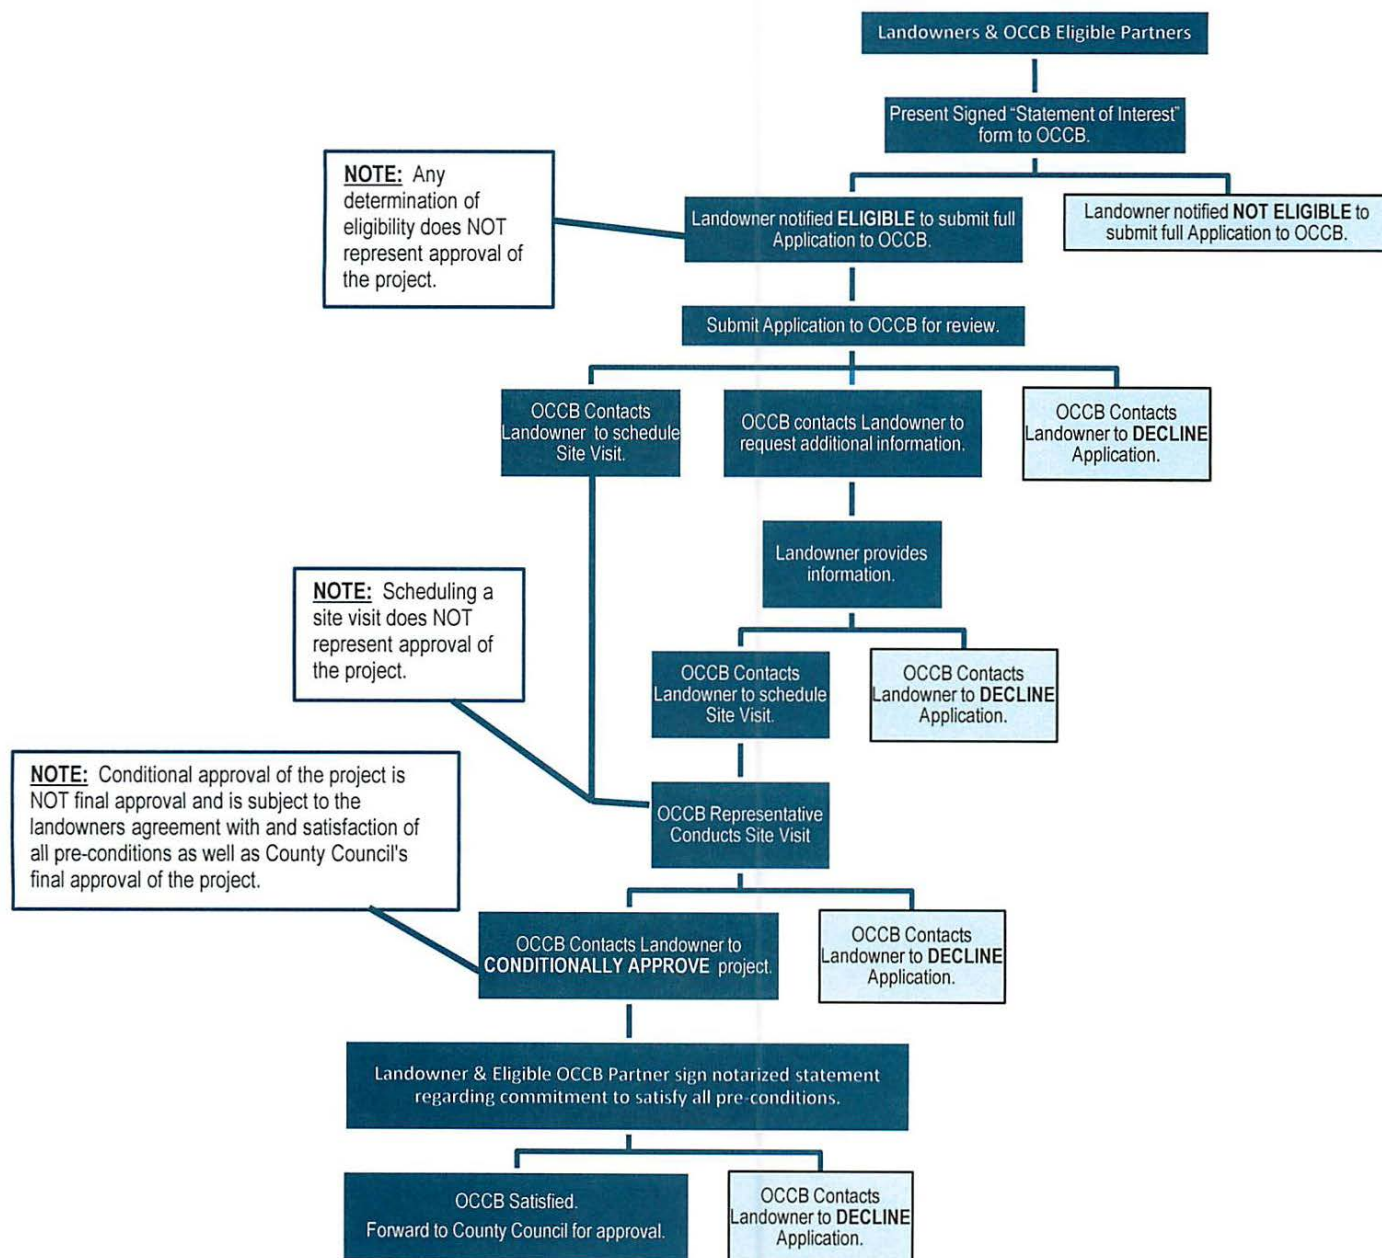 Landowners & OCCB Eligible Partners
Present Signed “Statement of Interest”
form to OCCB.
NOTE: Any
determination of
eligibility does NOT
represent approval of
the project.
Landowner notified ELIGIBLE to submit full
Application to OCCB.
Landowner notified NOT ELIGIBLE to
submit full Application to OCCB.
Submit Application to OCCB for review.
OCCB Contacts
Landowner to schedule
Site Visit.
OCCB contacts Landowner to
request additional information.
OCCB Contacts
Landowner to DECLINE
Application.
Landowner provides
information.
NOTE: Scheduling a
site visit does NOT
represent approval of
the project.
OCCB Contacts
Landowner to schedule
Site Visit.
OCCB Contacts
Landowner to DECLINE
Application.
NOTE: Conditional approval of the project is
NOT final approval and is subject to the
landowners agreement with and satisfaction of
all pre-conditions as well as County Council's
final approval of the project.
OCCB Representative
Conducts Site Visit
OCCB Contacts Landowner to
CONDITIONALLY APPROVE project.
OCCB Contacts
Landowner to DECLINE
Application.
Landowner & Eligible OCCB Partner sign notarized statement
regarding commitment to satisfy all pre-conditions.
OCCB Satisfied.
Forward to County Council for approval.
OCCB Contacts
Landowner to DECLINE
Application.